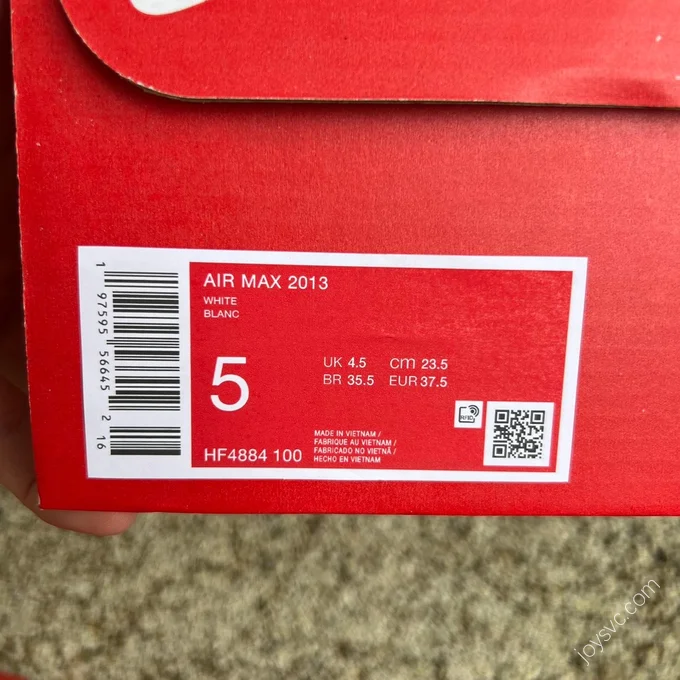 AIR MAX 2013
WHITE
BLANC
5
UK 4.5 cm 23.5
BR 35.5 EUR 37.5
HF4884 100
MADE IN VIETNAM /
FABRIQUE AU VIETNAM /
FABRICADO NO VIETNÃ /
HECHO EN VIETNAM
RFID
1 97595 56645 2 16
joysvc.com